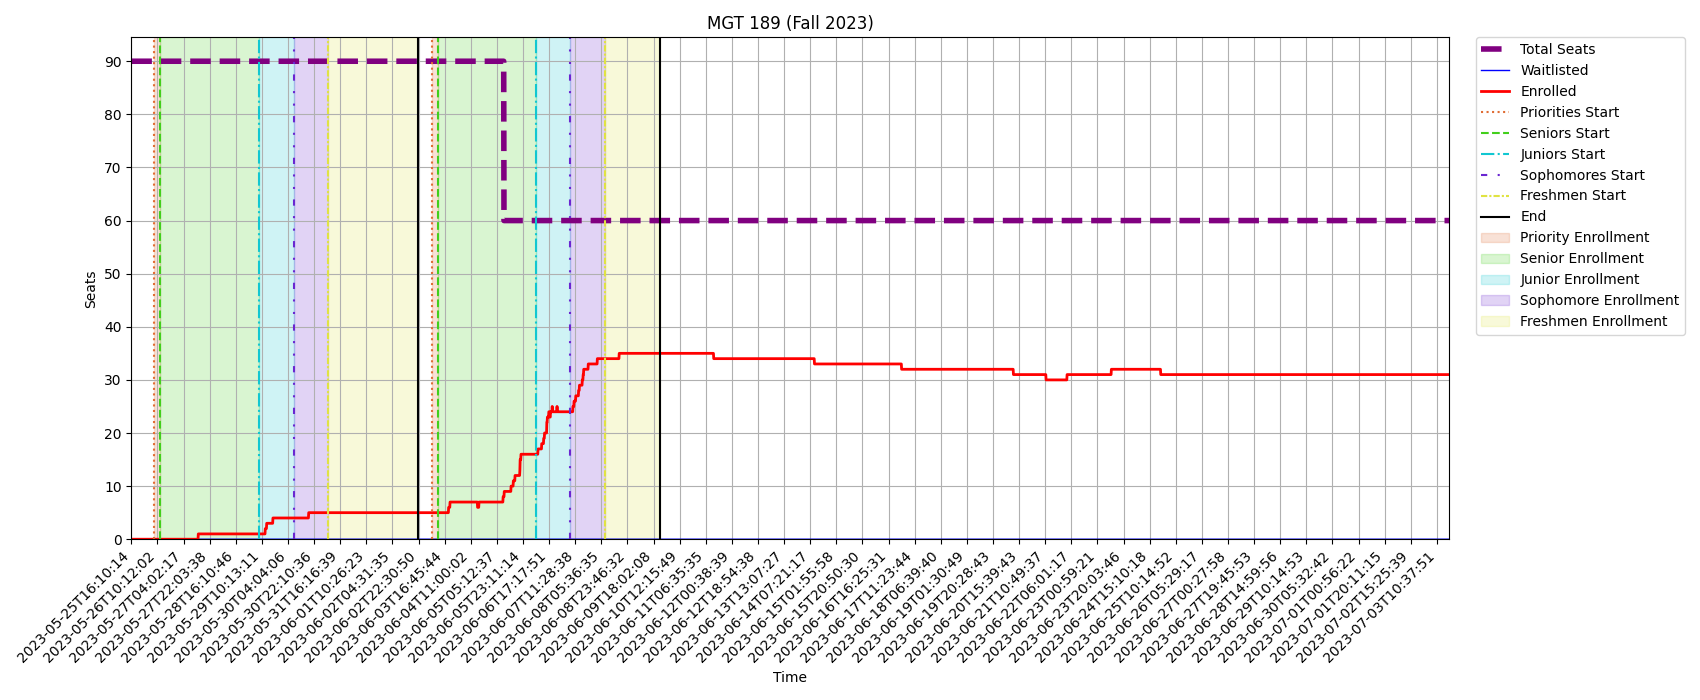 MGT 189 (Fall 2023)
Seats
90
80
70
60
50
40
30
20
10
0
2023-05-25T16:10:14
2023-05-26T10:12:02
2023-05-27T04:02:17
2023-05-27T22:03:38
2023-05-28T16:10:46
2023-05-29T10:13:11
2023-05-30T04:04:06
2023-05-30T22:10:36
2023-05-31T16:16:39
2023-06-01T10:26:23
2023-06-02T04:31:35
2023-06-02T22:30:50
2023-06-03T16:45:44
2023-06-04T11:00:02
2023-06-05T05:12:37
2023-06-05T23:11:14
2023-06-06T17:17:51
2023-06-07T11:28:38
2023-06-08T05:36:35
2023-06-08T23:46:32
2023-06-09T18:02:08
2023-06-10T12:15:49
2023-06-11T06:35:35
2023-06-12T00:38:39
2023-06-12T18:54:38
2023-06-13T13:07:27
2023-06-14T07:21:17
2023-06-15T01:55:58
2023-06-15T20:50:30
2023-06-16T16:25:31
2023-06-17T11:23:44
2023-06-18T06:39:40
2023-06-19T01:30:49
2023-06-19T20:28:43
2023-06-20T15:39:43
2023-06-21T10:49:37
2023-06-22T06:01:17
2023-06-23T00:59:21
2023-06-23T20:03:46
2023-06-24T15:10:18
2023-06-25T10:14:52
2023-06-26T05:29:17
2023-06-27T00:27:58
2023-06-27T19:45:53
2023-06-28T14:59:56
2023-06-29T10:14:53
2023-06-30T05:32:42
2023-07-01T00:56:22
2023-07-01T20:11:15
2023-07-02T15:25:39
2023-07-03T10:37:51
Time
Total Seats
Waitlisted
Enrolled
Priorities Start
Seniors Start
Juniors Start
Sophomores Start
Freshmen Start
End
Priority Enrollment
Senior Enrollment
Junior Enrollment
Sophomore Enrollment
Freshmen Enrollment